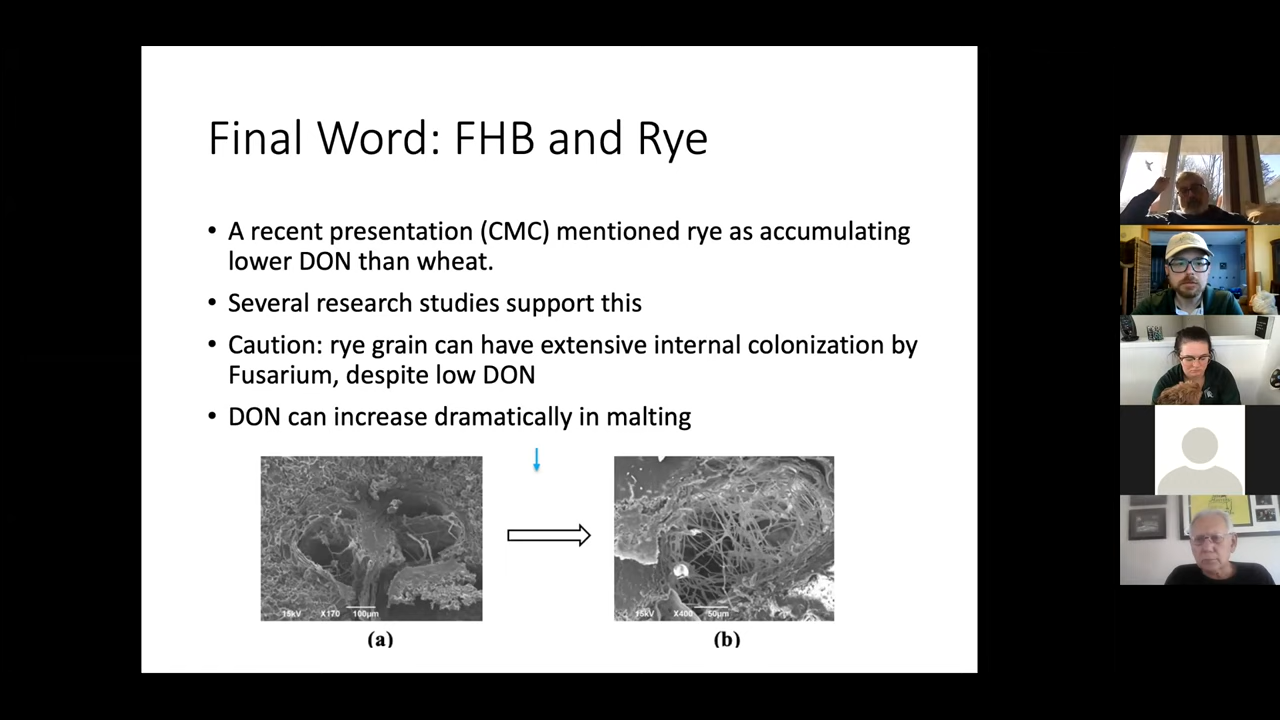 Final Word: FHB and Rye
• A recent presentation (CMC) mentioned rye as accumulating
lower DON than wheat.
• Several research studies support this
• Caution: rye grain can have extensive internal colonization by
Fusarium, despite low DON
• DON can increase dramatically in malting
15kV X170 100µm
15kV X400 50µm
(a)
(b)